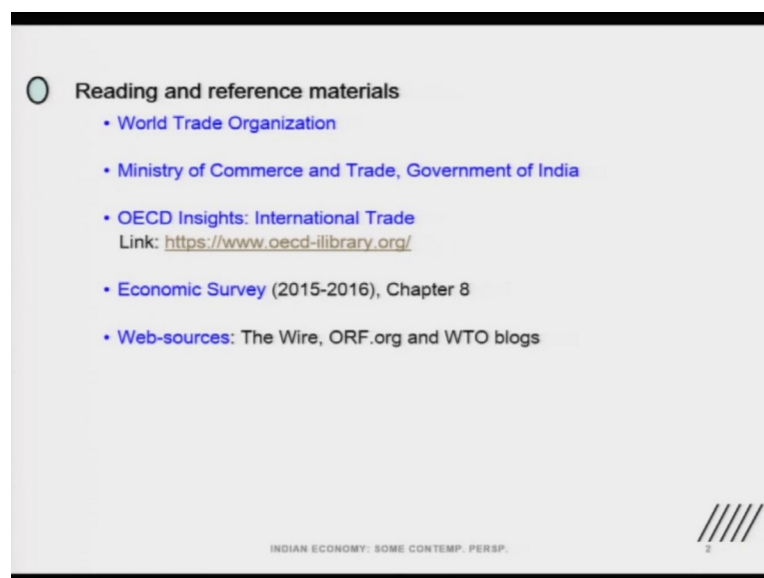 Reading and reference materials
• World Trade Organization
• Ministry of Commerce and Trade, Government of India
• OECD Insights: International Trade
Link: https://www.oecd-ilibrary.org/
• Economic Survey (2015-2016), Chapter 8
• Web-sources: The Wire, ORF.org and WTO blogs
INDIAN ECONOMY: SOME CONTEMP. PERSP.
2